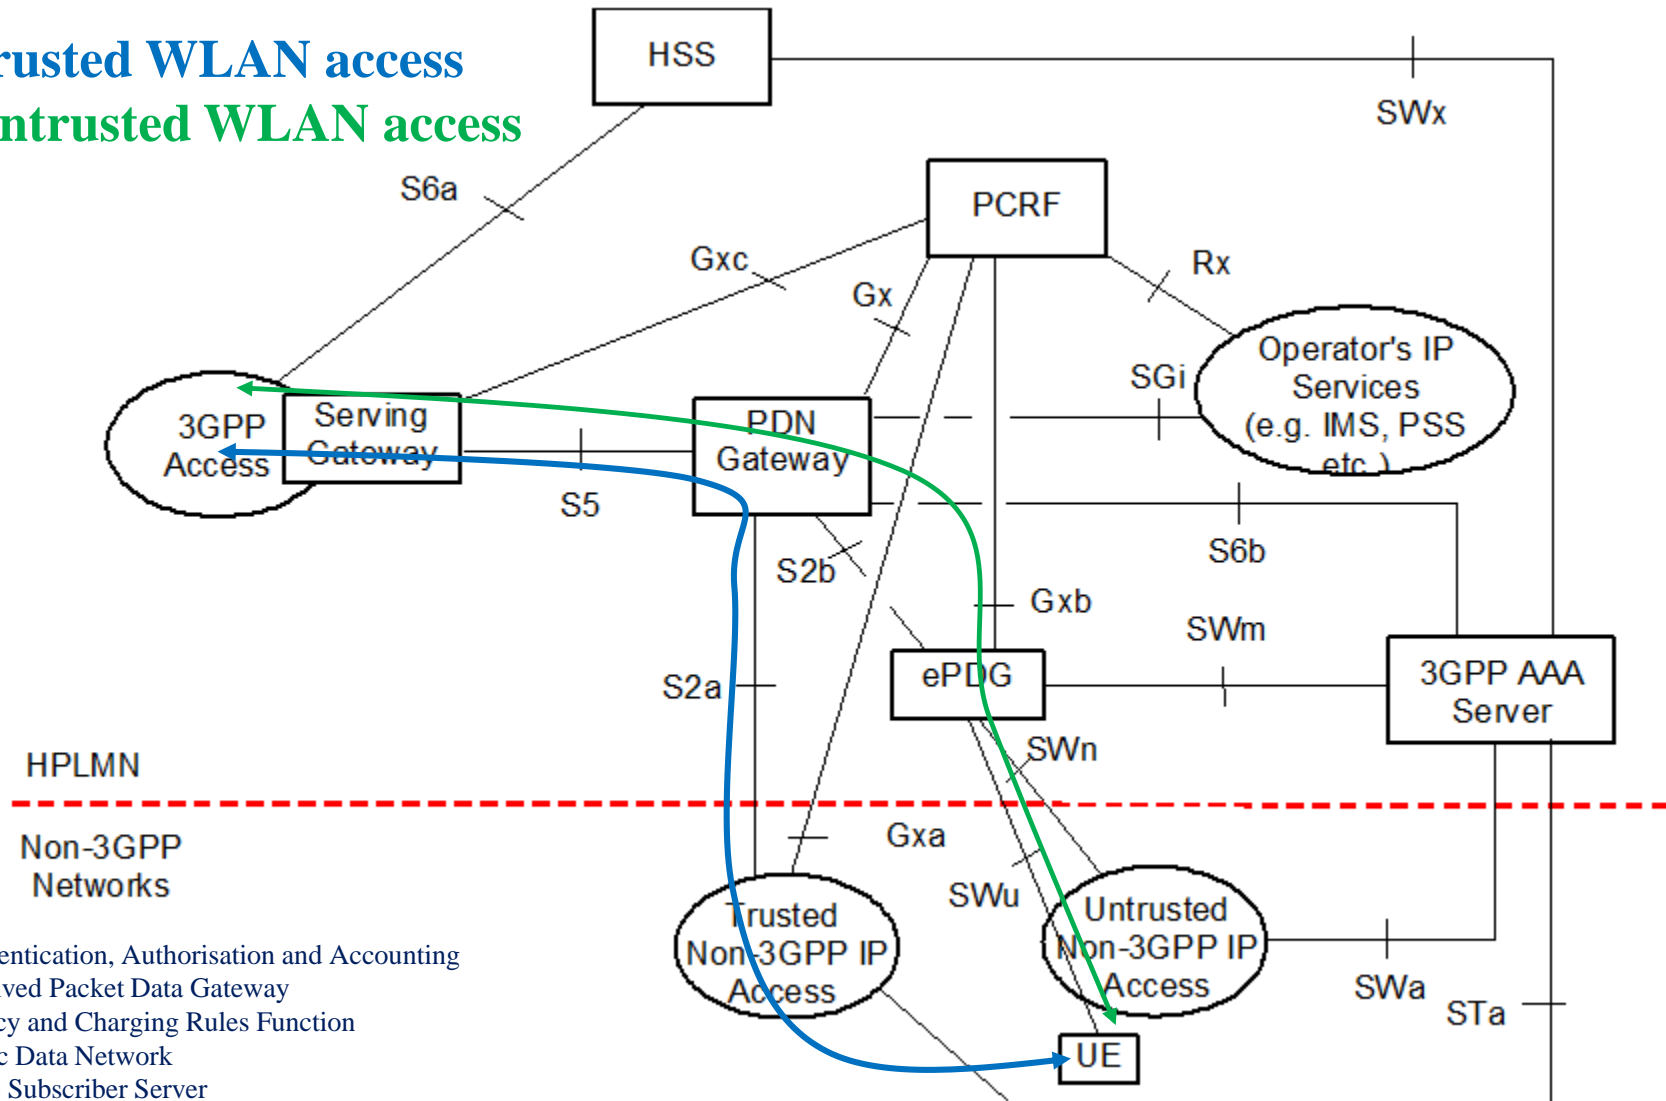 rusted WLAN access
ntrusted WLAN access
HSS
SWx
S6a
PCRF
Gxc
Gx
Rx
Operator's IP
Services
(e.g. IMS, PSS
etc.)
SGi
3GPP
Access
Serving
Gateway
PDN
Gateway
S5
S2b
S6b
Gxb
SWm
S2a
ePDG
3GPP AAA
Server
SWn
HPLMN
Non-3GPP
Networks
Gxa
SWu
Trusted
Non-3GPP IP
Access
Untrusted
Non-3GPP IP
Access
SWa
STa
UE
entication, Authorisation and Accounting
lved Packet Data Gateway
cy and Charging Rules Function
c Data Network
Subscriber Server